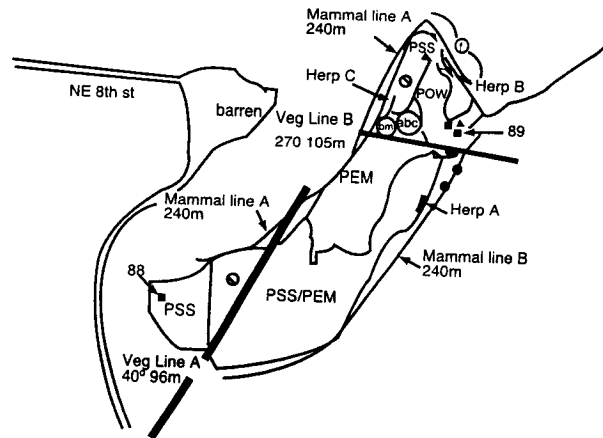 Mammal line A
240m
PSS
f
Herp C
Herp B
NE 8th st
POW
barren
Veg Line B
270 105m
bm
abc
89
PEM
Mammal line A
240m
Herp A
Mammal line B
240m
88
PSS
PSS/PEM
Veg Line A
40° 96m